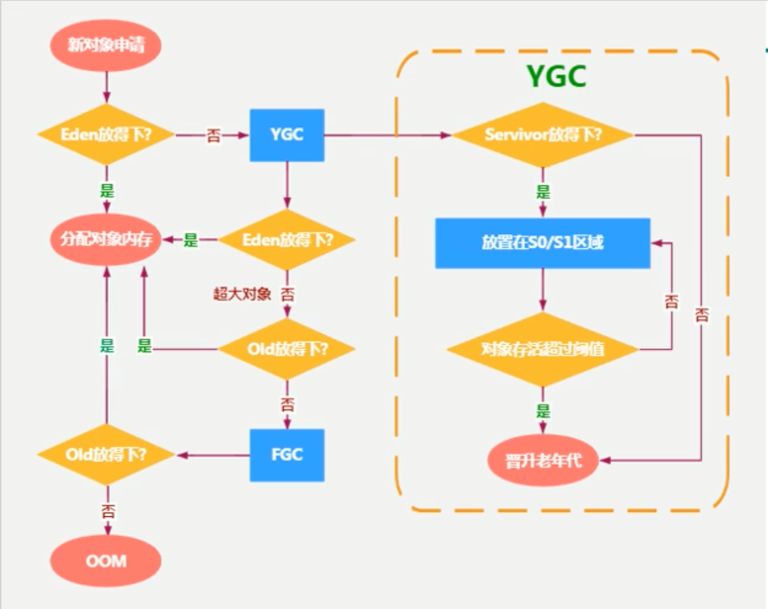 新对象申请
YGC
Eden放得下?
否
YGC
Servivor放得下?
是
是
分配对象内存
是
Eden放得下?
放置在S0/S1区域
超大对象
否
否
否
是
是
Old放得下?
对象存活超过阈值
否
是
Old放得下?
FGC
晋升老年代
否
OOM